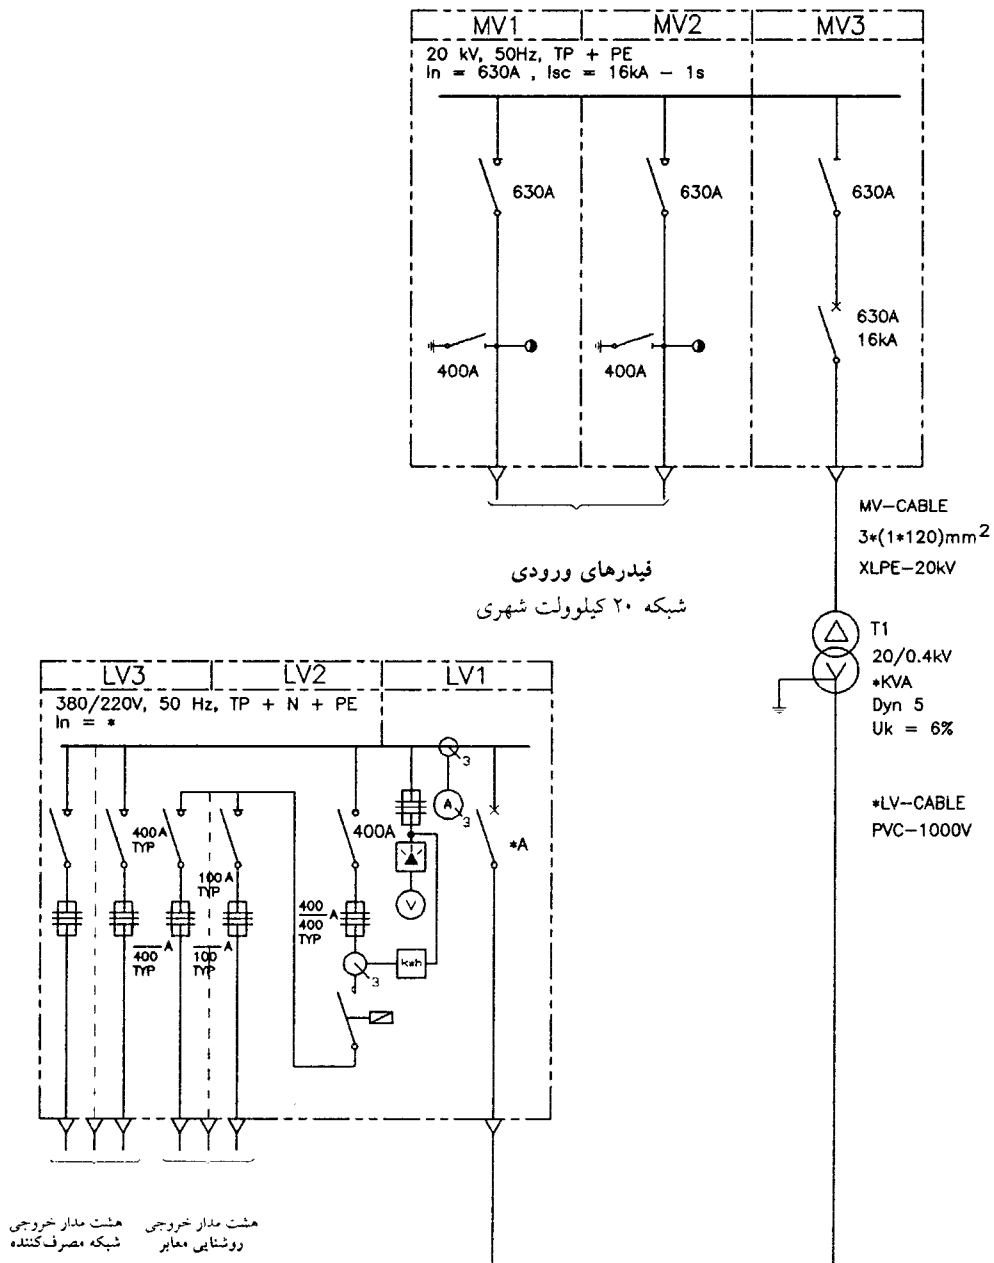 MV1 MV2 MV3
20 kV, 50Hz, TP + PE
In = 630A , Isc = 16kA - 1s
630A
630A
630A
630A
16kA
400A
400A
MV-CABLE
3*(1*120)mm²
XLPE-20kV
فیدرهای ورودی
شبکه ۲۰ کیلوولت شهری
T1
20/0.4kV
*KVA
Dyn 5
Uk = 6%
*LV-CABLE
PVC-1000V
LV3 LV2 LV1
380/220V, 50 Hz, TP + N + PE
In = *
3
A
3
400A
TYP
400A
*A
100A
TYP
V
400/400 A
TYP
400 A
TYP
100 A
TYP
kwh
3
هشت مدار خروجی
شبکه مصرف‌کننده
هشت مدار خروجی
روشنایی معابر